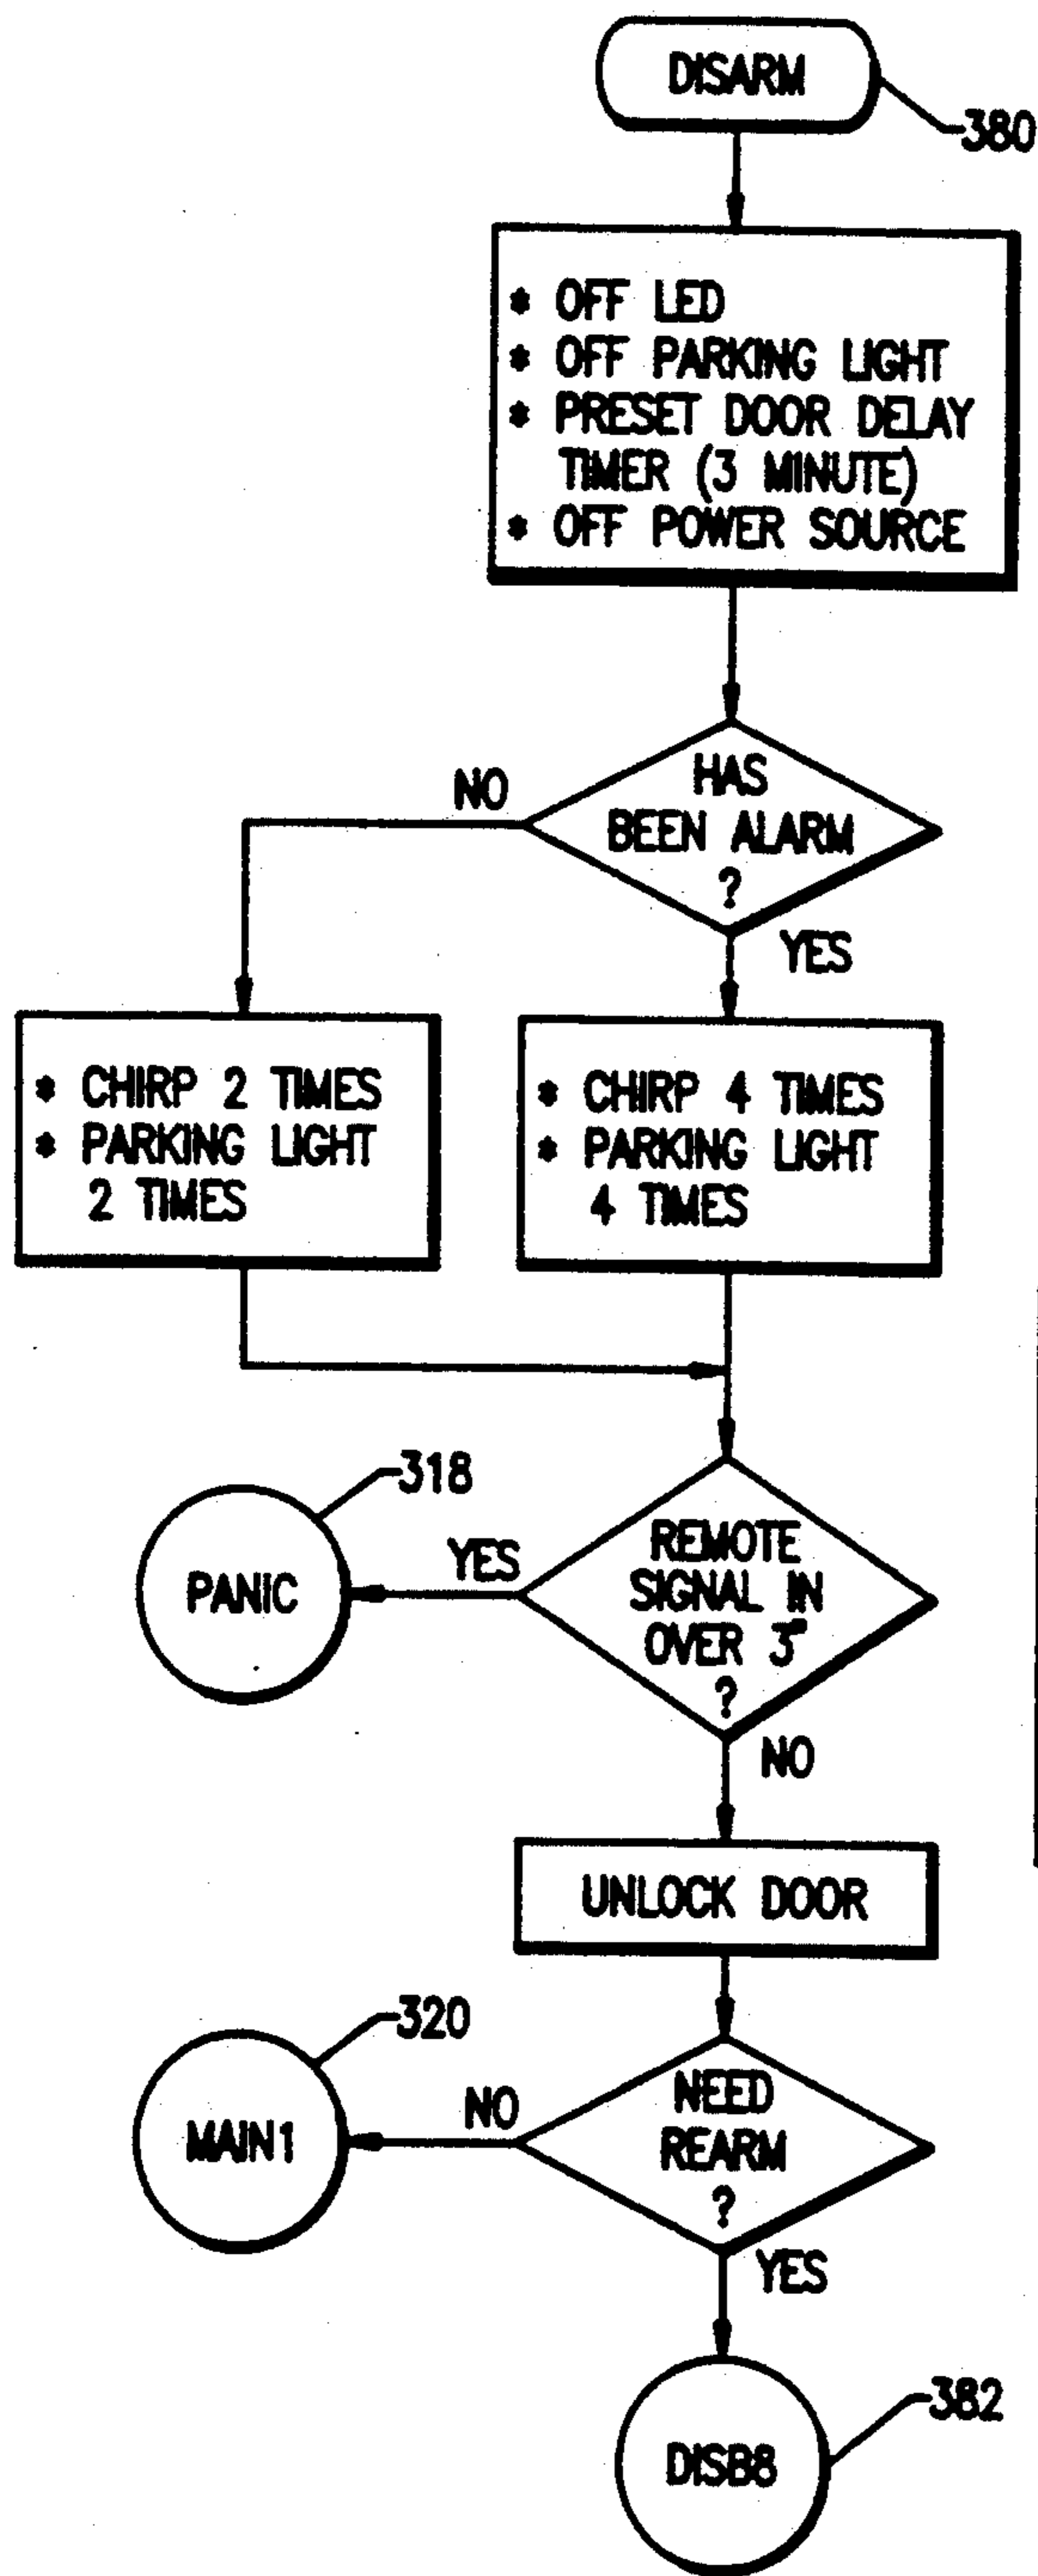 DISARM
380
* OFF LED
* OFF PARKING LIGHT
* PRESET DOOR DELAY
TIMER (3 MINUTE)
* OFF POWER SOURCE
HAS
BEEN ALARM
?
NO
YES
* CHIRP 2 TIMES
* PARKING LIGHT
2 TIMES
* CHIRP 4 TIMES
* PARKING LIGHT
4 TIMES
318
PANIC
YES
REMOTE
SIGNAL IN
OVER 3"
?
NO
UNLOCK DOOR
320
MAIN1
NO
NEED
REARM
?
YES
382
DISB8